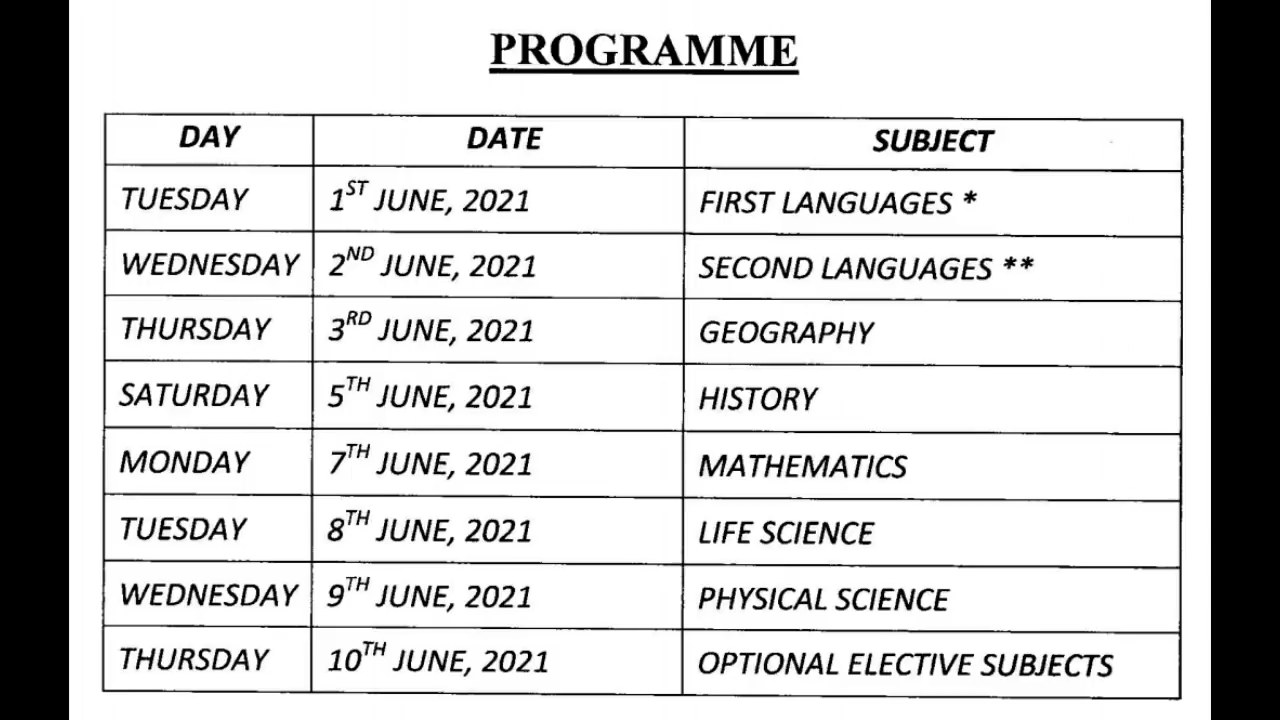 PROGRAMME
DAY DATE SUBJECT
TUESDAY 1ST JUNE, 2021 FIRST LANGUAGES *
WEDNESDAY 2ND JUNE, 2021 SECOND LANGUAGES **
THURSDAY 3RD JUNE, 2021 GEOGRAPHY
SATURDAY 5TH JUNE, 2021 HISTORY
MONDAY 7TH JUNE, 2021 MATHEMATICS
TUESDAY 8TH JUNE, 2021 LIFE SCIENCE
WEDNESDAY 9TH JUNE, 2021 PHYSICAL SCIENCE
THURSDAY 10TH JUNE, 2021 OPTIONAL ELECTIVE SUBJECTS